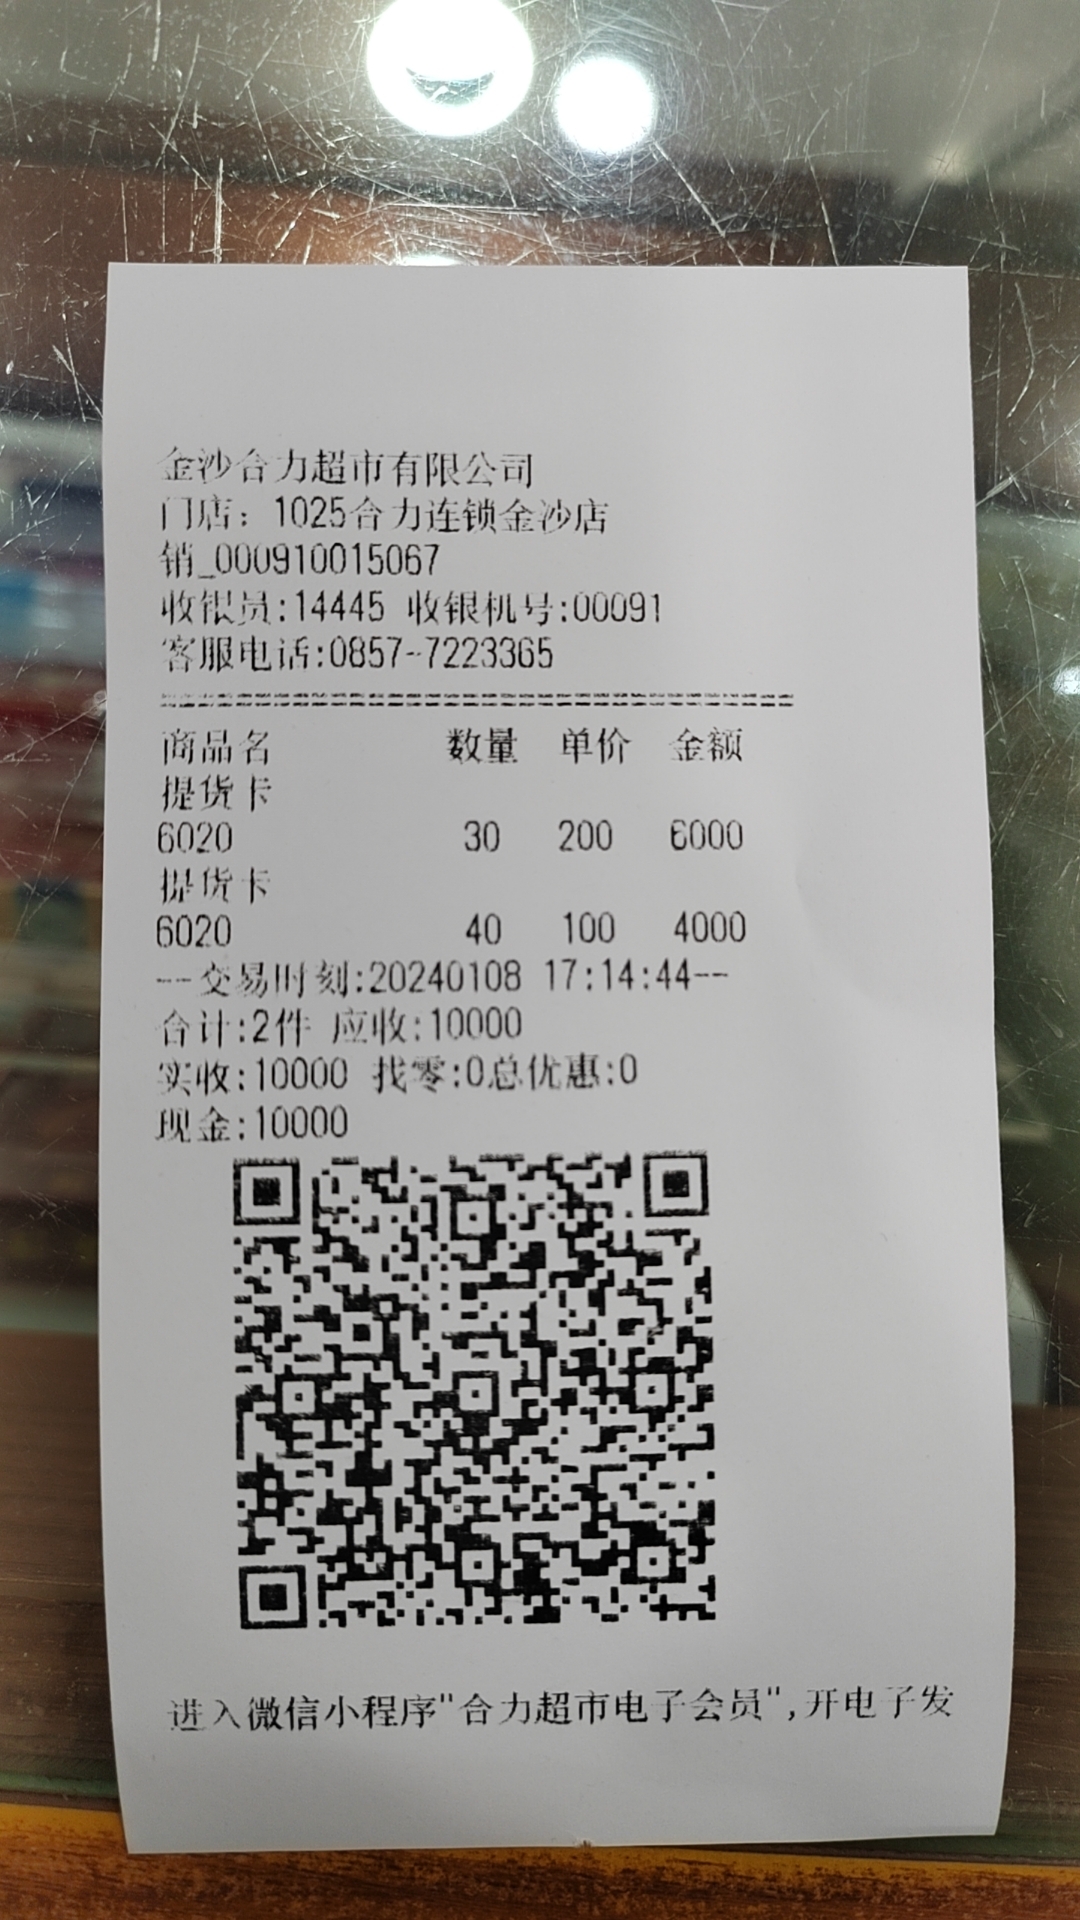 金沙合力超市有限公司
门店：1025合力连锁金沙店
销_000910015067
收银员:14445 收银机号:00091
客服电话:0857-7223365
商品名 数量 单价 金额
提货卡
6020 30 200 6000
提货卡
6020 40 100 4000
--交易时刻:20240108 17:14:44--
合计:2件 应收:10000
实收:10000 找零:0总优惠:0
现金:10000
进入微信小程序"合力超市电子会员",开电子发